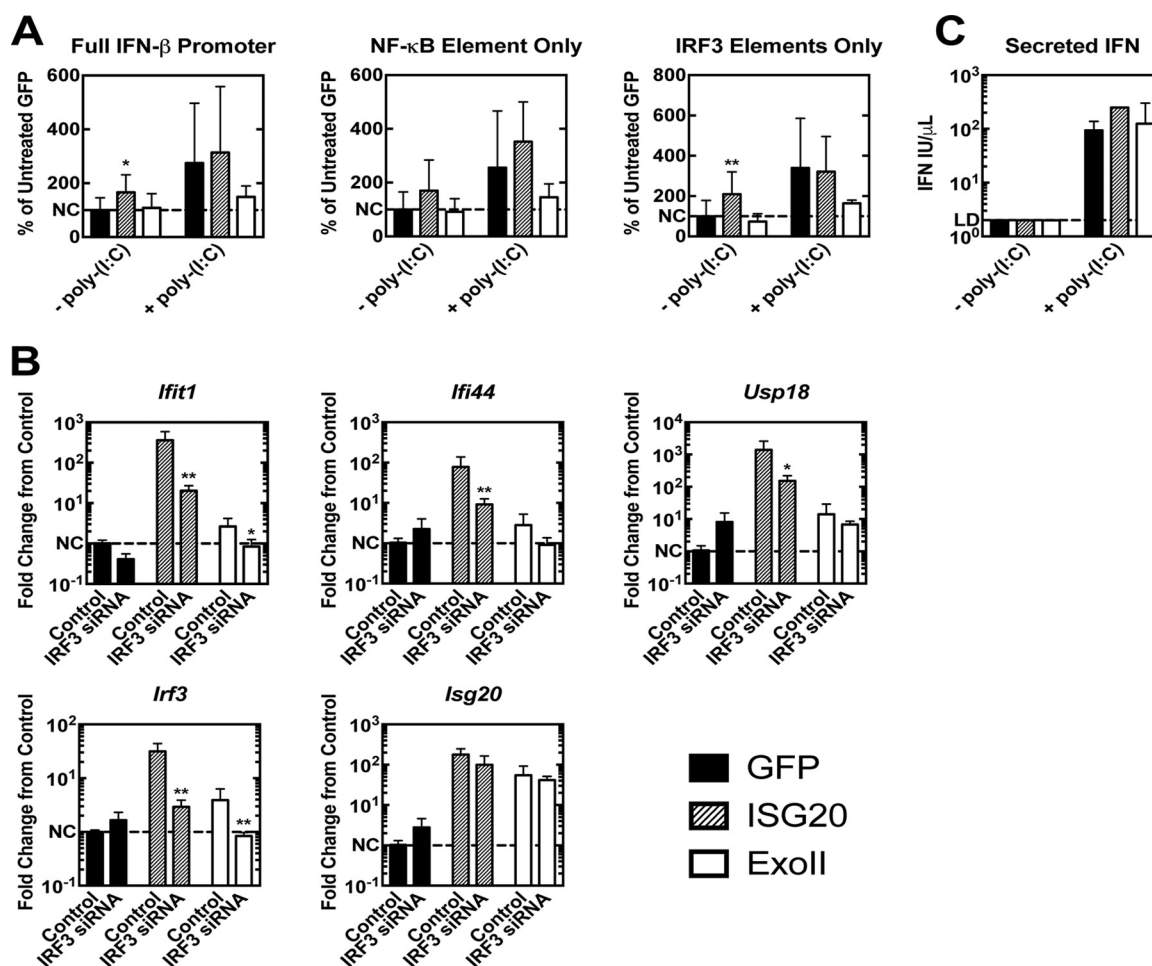 A
Full IFN-β Promoter
% of Untreated GFP
600
400
200
NC
0
*
- poly-(I:C)
+ poly-(I:C)
NF-κB Element Only
% of Untreated GFP
600
400
200
NC
0
- poly-(I:C)
+ poly-(I:C)
IRF3 Elements Only
% of Untreated GFP
800
600
400
200
NC
0
**
- poly-(I:C)
+ poly-(I:C)
C
Secreted IFN
IFN IU/μL
10³
10²
10¹
LD
10⁰
- poly-(I:C)
+ poly-(I:C)
B
Ifit1
Fold Change from Control
10³
10²
10¹
NC
10⁻¹
**
*
Control
IRF3 siRNA
Control
IRF3 siRNA
Control
IRF3 siRNA
Ifi44
Fold Change from Control
10³
10²
10¹
NC
10⁻¹
**
Control
IRF3 siRNA
Control
IRF3 siRNA
Control
IRF3 siRNA
Usp18
Fold Change from Control
10⁴
10³
10²
10¹
NC
10⁻¹
*
Control
IRF3 siRNA
Control
IRF3 siRNA
Control
IRF3 siRNA
Irf3
Fold Change from Control
10²
10¹
NC
10⁻¹
**
**
Control
IRF3 siRNA
Control
IRF3 siRNA
Control
IRF3 siRNA
Isg20
Fold Change from Control
10³
10²
10¹
NC
10⁻¹
Control
IRF3 siRNA
Control
IRF3 siRNA
Control
IRF3 siRNA
GFP
ISG20
ExoII